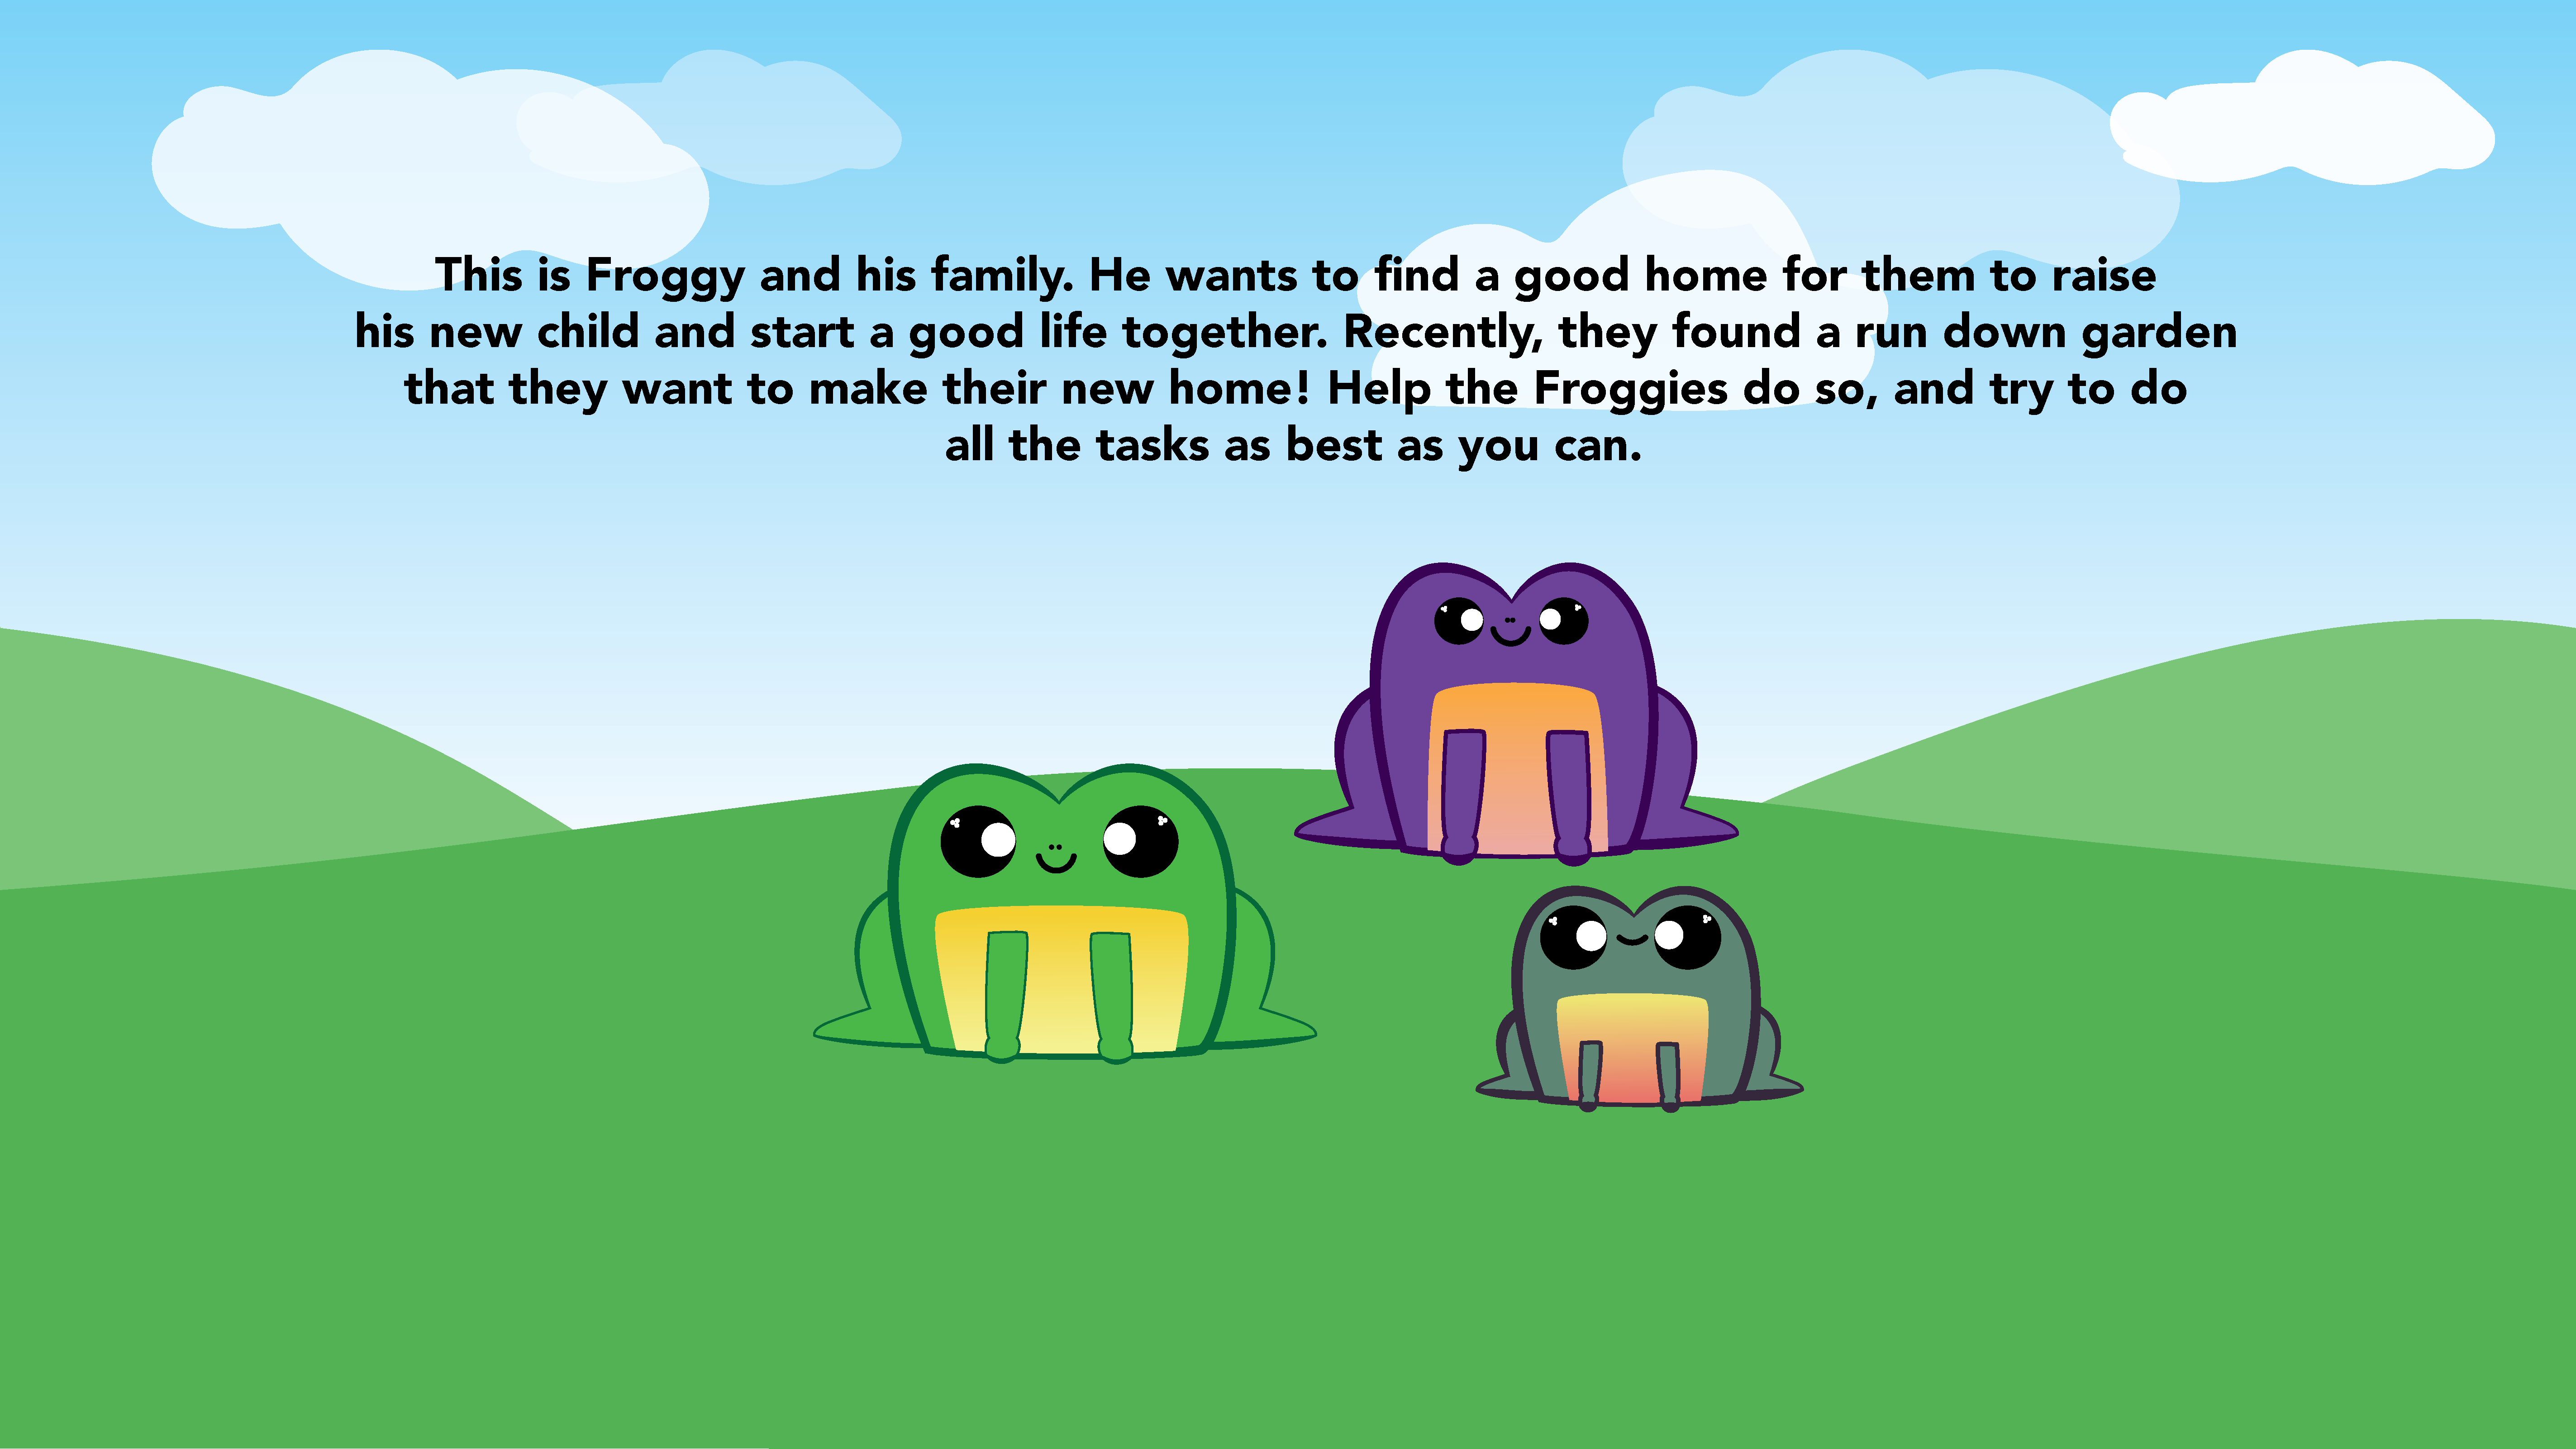 This is Froggy and his family. He wants to find a good home for them to raise
his new child and start a good life together. Recently, they found a run down garden
that they want to make their new home! Help the Froggies do so, and try to do
all the tasks as best as you can.